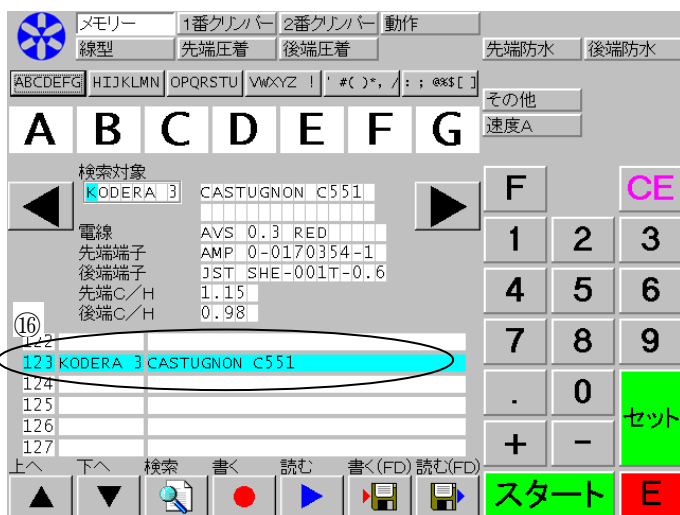 メモリー 1番クリンパー 2番クリンパー 動作
線型 先端圧着 後端圧着 先端防水 後端防水
ABCDEFG HIJKLMN OPQRSTU VWXYZ ! ' #( )*, / : ; @%$[ ]
その他
速度A
A B C D E F G
検索対象
KODERA 3 CASTUGNON C551
電線 AVS 0.3 RED
先端端子 AMP 0-0170354-1
後端端子 JST SHE-001T-0.6
先端C/H 1.15
後端C/H 0.98
⑯
122
123 KODERA 3 CASTUGNON C551
124
125
126
127
上へ 下へ 検索 書く 読む 書く(FD) 読む(FD)
F CE
1 2 3
4 5 6
7 8 9
. 0 セット
+ −
スタート E